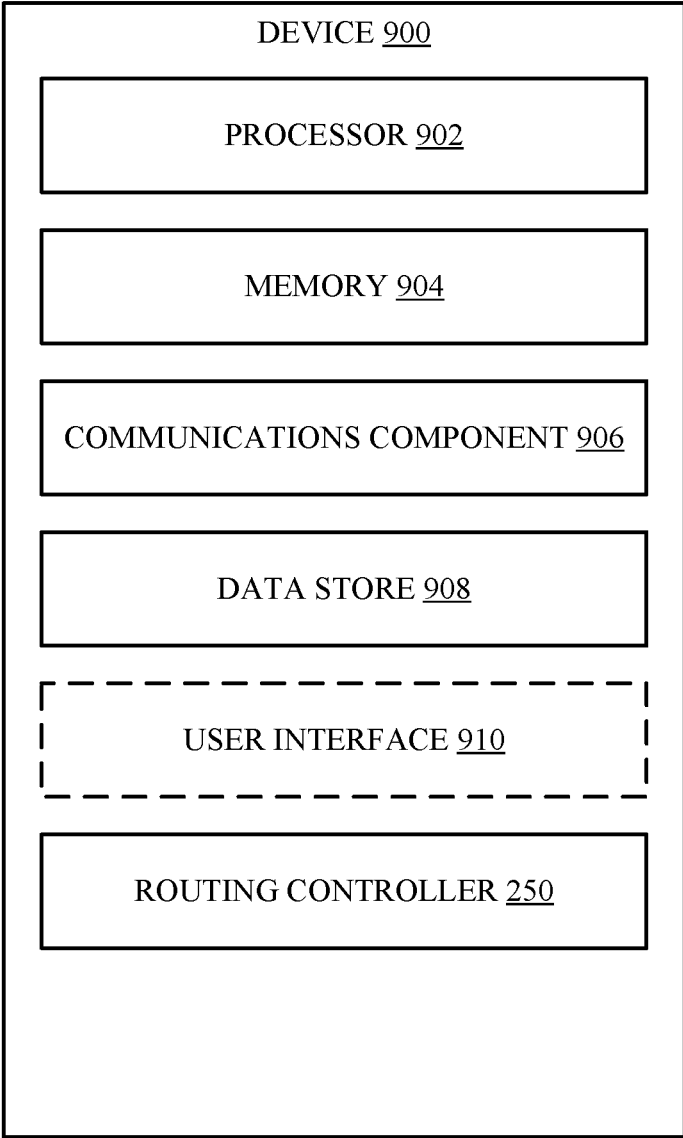 DEVICE 900
PROCESSOR 902
MEMORY 904
COMMUNICATIONS COMPONENT 906
DATA STORE 908
USER INTERFACE 910
ROUTING CONTROLLER 250